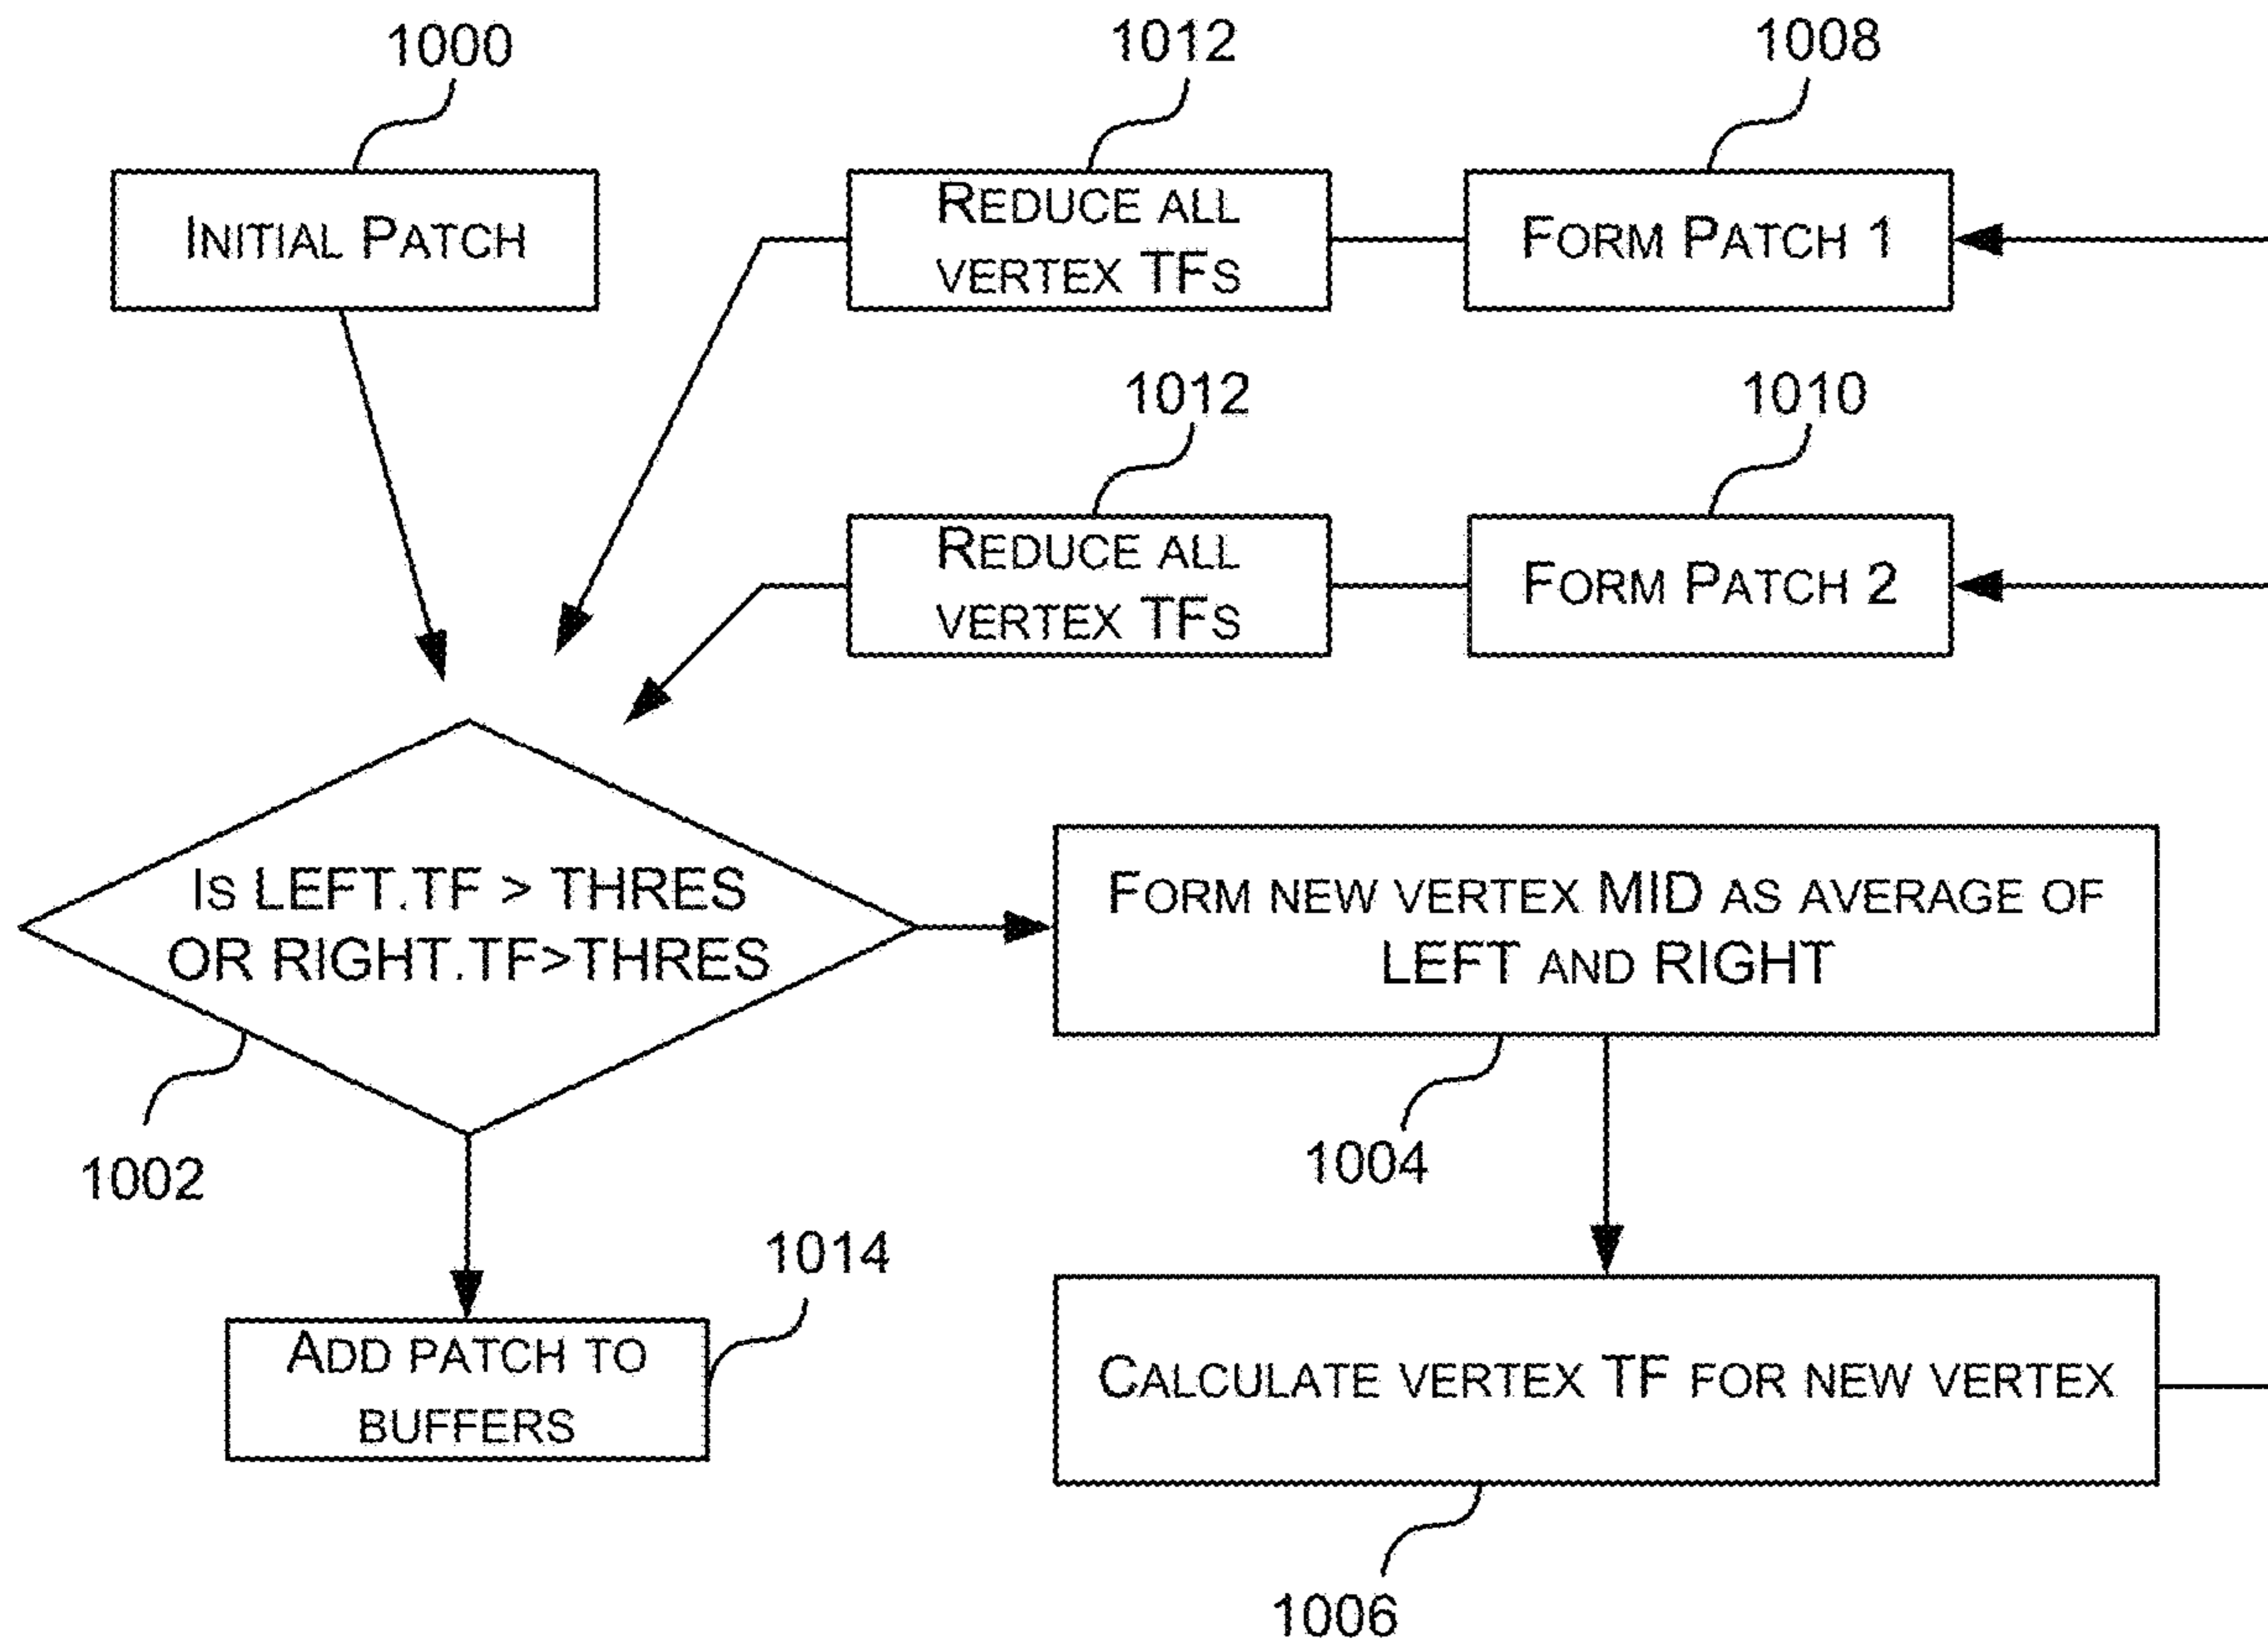 1000
1012
1008
INITIAL PATCH
REDUCE ALL
VERTEX TFS
FORM PATCH 1
1012
1010
REDUCE ALL
VERTEX TFS
FORM PATCH 2
IS LEFT.TF > THRES
OR RIGHT.TF>THRES
FORM NEW VERTEX MID AS AVERAGE OF
LEFT AND RIGHT
1002
1004
1014
ADD PATCH TO
BUFFERS
CALCULATE VERTEX TF FOR NEW VERTEX
1006